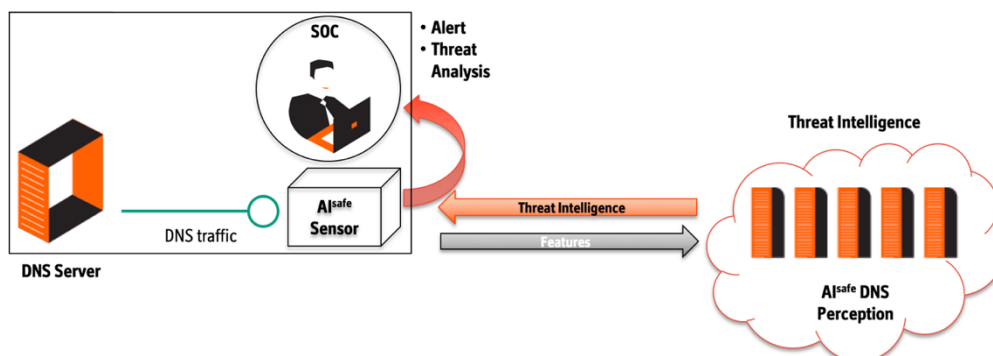 SOC
• Alert
• Threat
Analysis
Threat Intelligence
AIsafe
Sensor
DNS traffic
DNS Server
Threat Intelligence
Features
AIsafe DNS
Perception